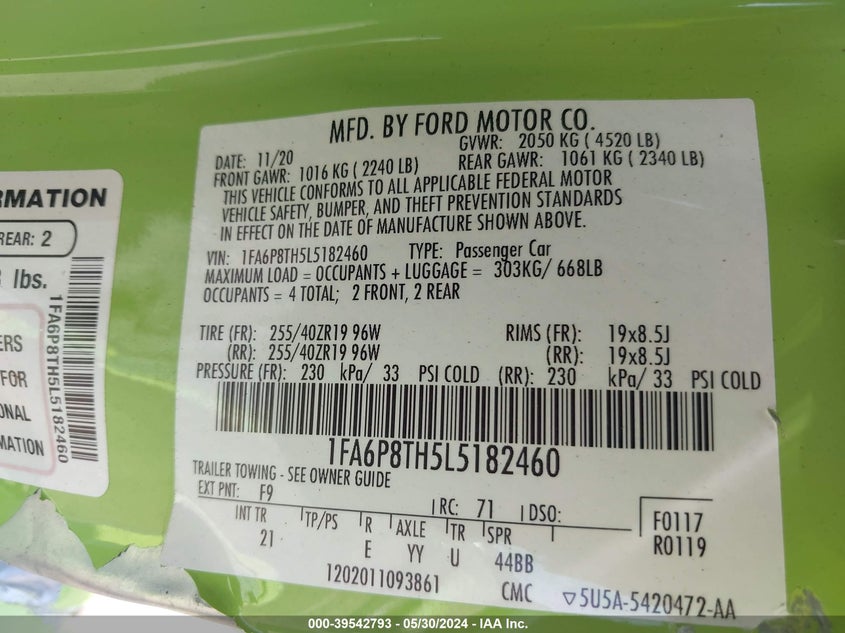 RMATION
REAR: 2
lbs.
1FA6P8TH5L5182460
ERS
FOR
ONAL
MATION
MFD. BY FORD MOTOR CO.
DATE: 11/20 GVWR: 2050 KG ( 4520 LB)
FRONT GAWR: 1016 KG ( 2240 LB) REAR GAWR: 1061 KG ( 2340 LB)
THIS VEHICLE CONFORMS TO ALL APPLICABLE FEDERAL MOTOR
VEHICLE SAFETY, BUMPER, AND THEFT PREVENTION STANDARDS
IN EFFECT ON THE DATE OF MANUFACTURE SHOWN ABOVE.
VIN: 1FA6P8TH5L5182460 TYPE: Passenger Car
MAXIMUM LOAD = OCCUPANTS + LUGGAGE = 303KG/ 668LB
OCCUPANTS = 4 TOTAL; 2 FRONT, 2 REAR
TIRE (FR): 255/40ZR19 96W RIMS (FR): 19x8.5J
(RR): 255/40ZR19 96W (RR): 19x8.5J
PRESSURE (FR): 230 kPa/ 33 PSI COLD (RR): 230 kPa/ 33 PSI COLD
1FA6P8TH5L5182460
TRAILER TOWING - SEE OWNER GUIDE
EXT PNT: F9 RC: 71 DSO:
INT TR TP/PS R AXLE TR SPR F0117
21 E YY U 44BB R0119
1202011093861 CMC ▽5U5A-5420472-AA
000-39542793 - 05/30/2024 - IAA Inc.